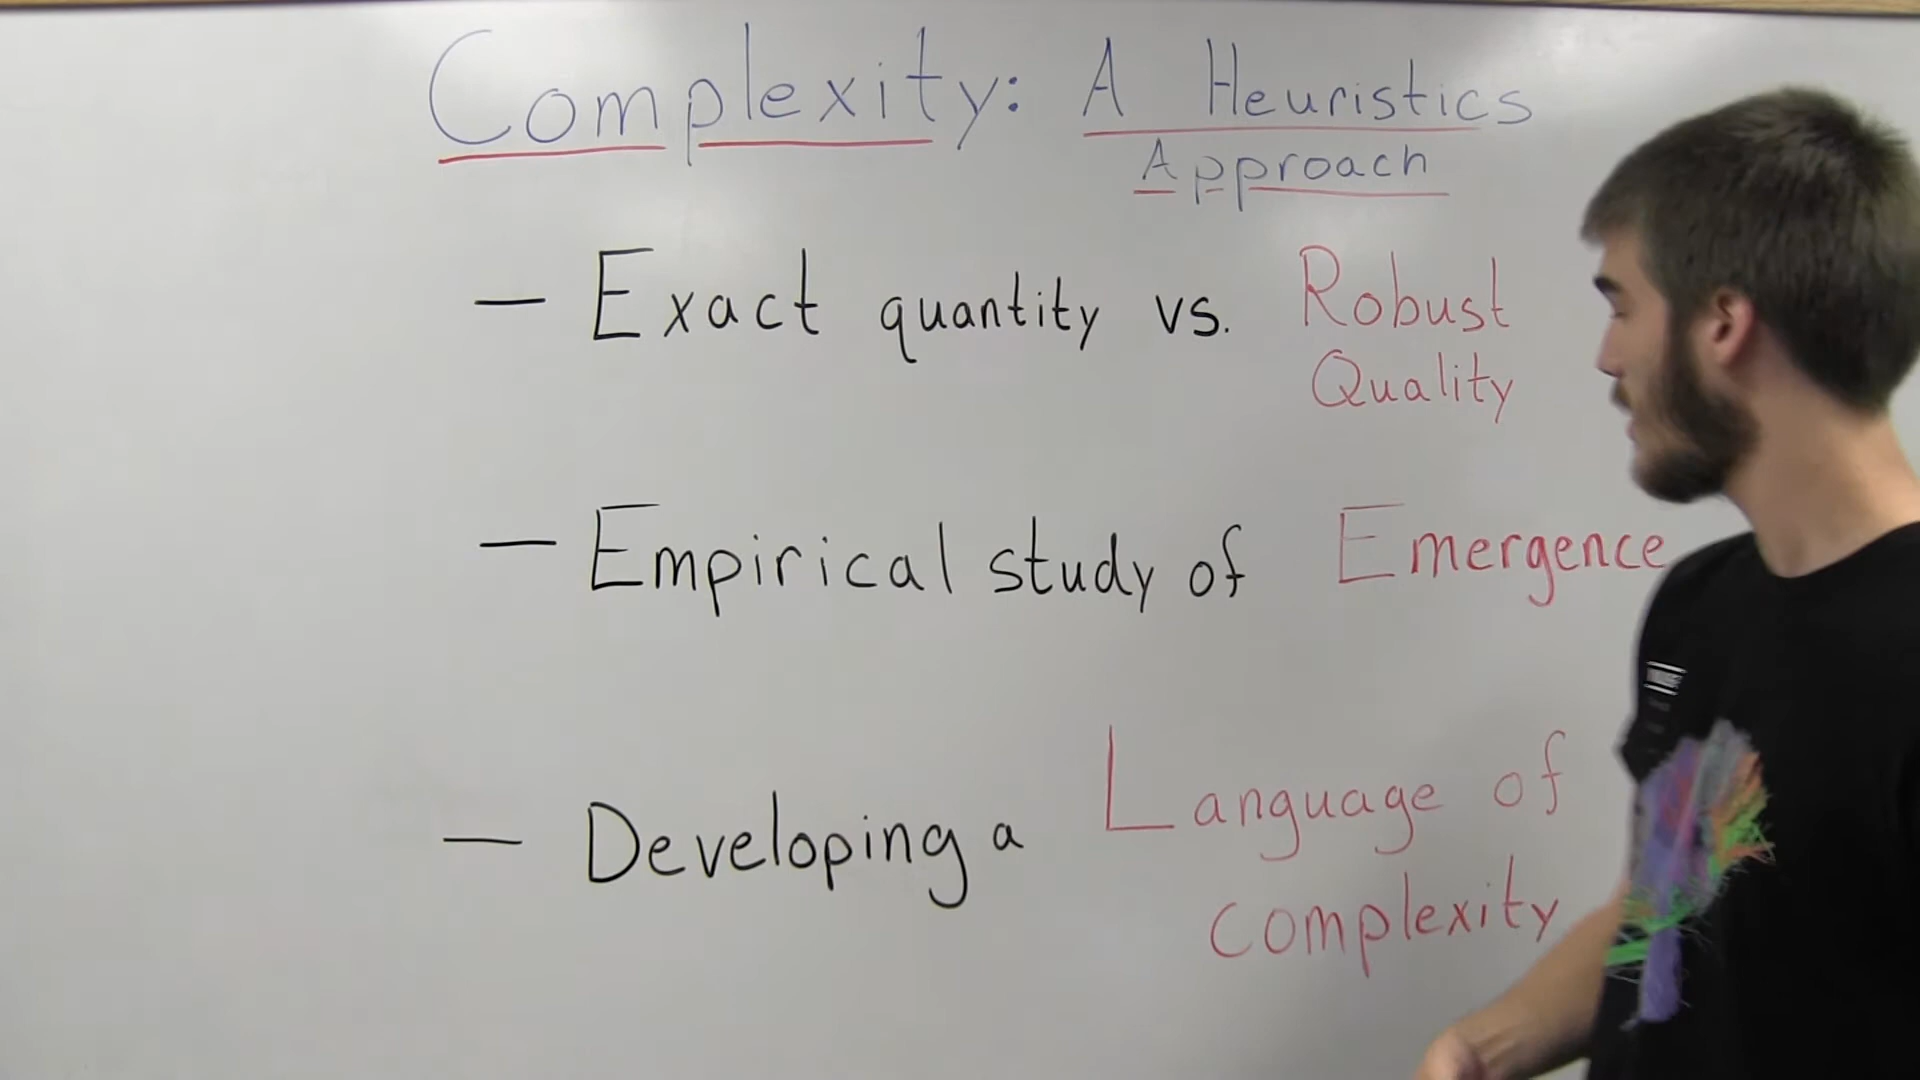 Complexity: A Heuristics
Approach
— Exact quantity vs. Robust
Quality
— Empirical study of Emergence
— Developing a Language of
complexity